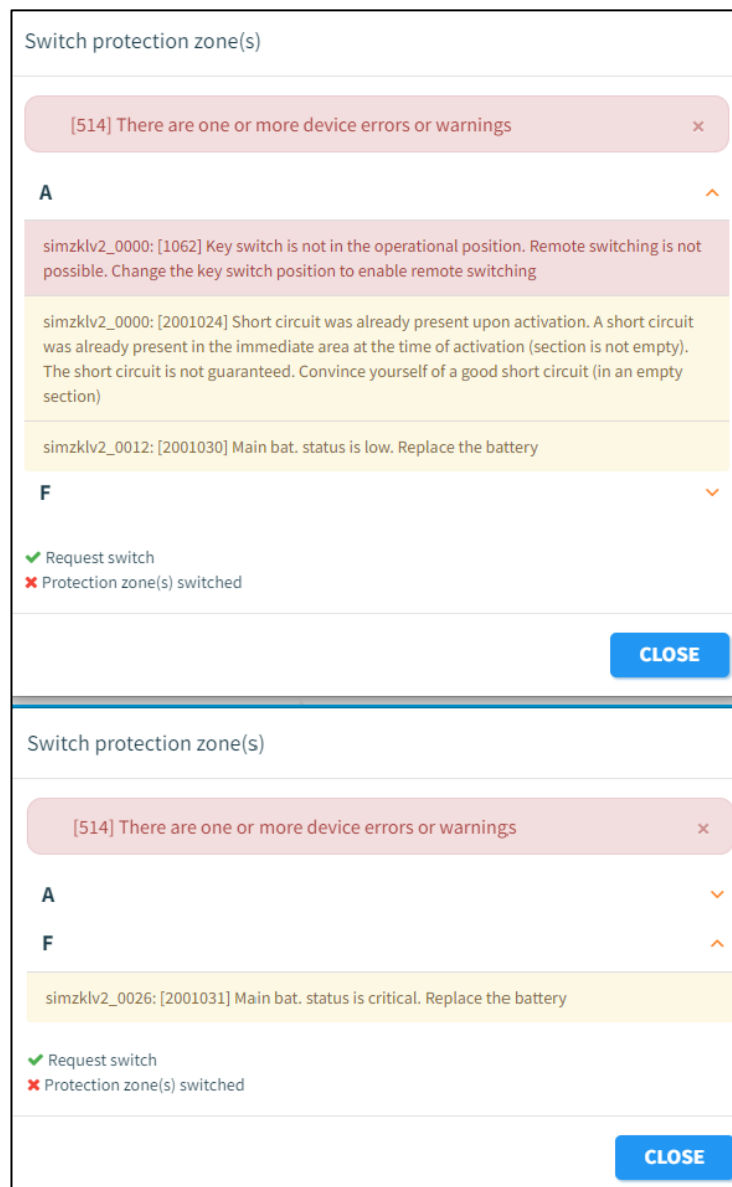 Switch protection zone(s)
[514] There are one or more device errors or warnings ×
A
simzklv2_0000: [1062] Key switch is not in the operational position. Remote switching is not
possible. Change the key switch position to enable remote switching
simzklv2_0000: [2001024] Short circuit was already present upon activation. A short circuit
was already present in the immediate area at the time of activation (section is not empty).
The short circuit is not guaranteed. Convince yourself of a good short circuit (in an empty
section)
simzklv2_0012: [2001030] Main bat. status is low. Replace the battery
F
Request switch
Protection zone(s) switched
CLOSE
Switch protection zone(s)
[514] There are one or more device errors or warnings ×
A
F
simzklv2_0026: [2001031] Main bat. status is critical. Replace the battery
Request switch
Protection zone(s) switched
CLOSE